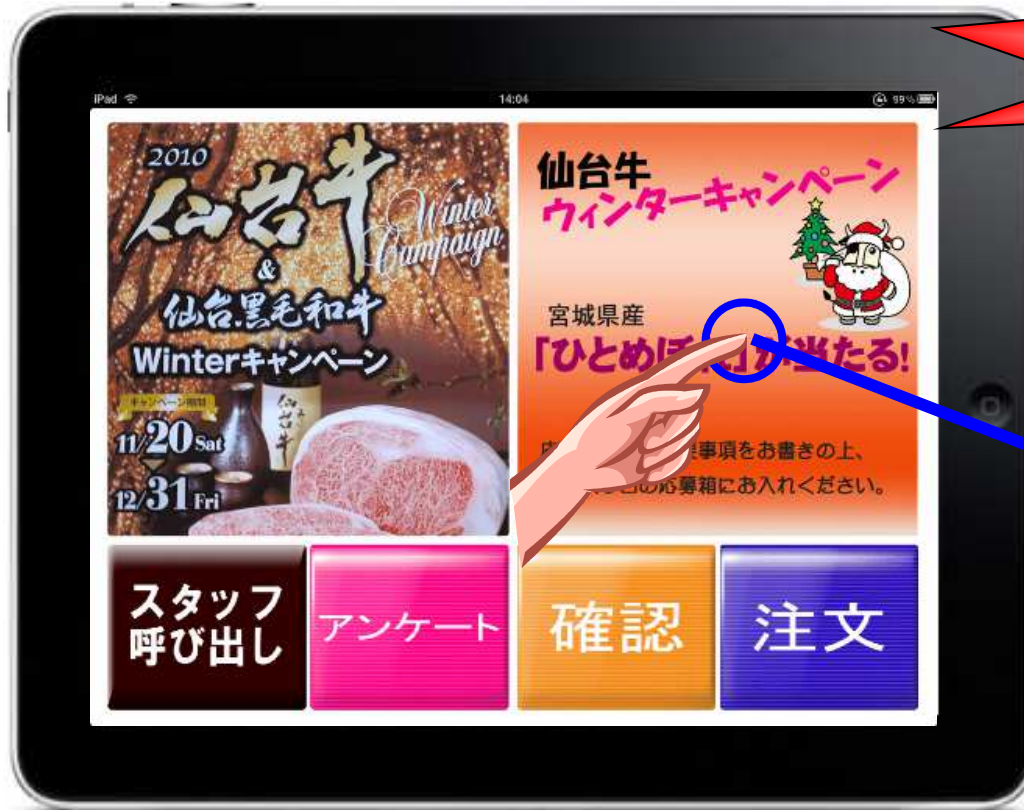 iPad
14:04
99%
2010
仙台牛
Winter
Campaign
&
仙台黒毛和牛
Winterキャンペーン
キャンペーン期間
11/20 Sat
12/31 Fri
仙台牛
仙台牛
ウィンターキャンペーン
宮城県産
「ひとめぼ」が当たる!
事項をお書きの上、
応募箱にお入れください。
スタッフ
呼び出し
アンケート
確認
注文